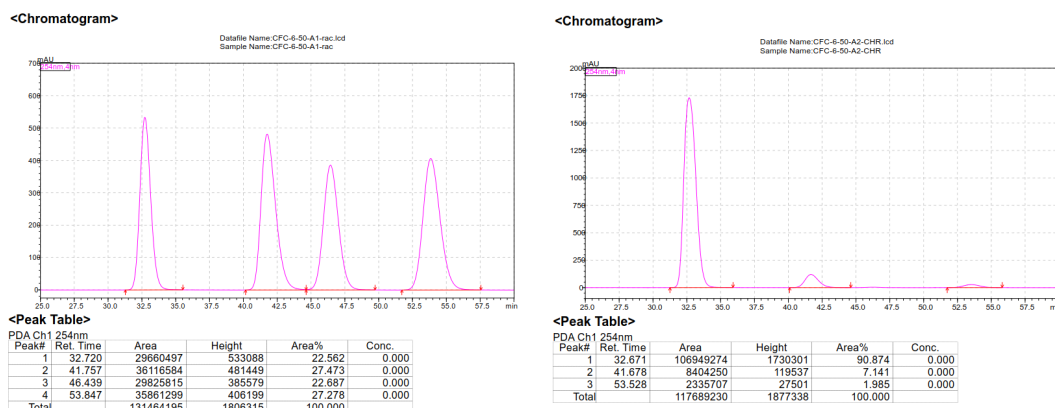 <Chromatogram>
Datafile Name:CFC-6-50-A1-rac.lcd
Sample Name:CFC-6-50-A1-rac
mAU
254nm,4nm
700
600
500
400
300
200
100
0
25.0 27.5 30.0 32.5 35.0 37.5 40.0 42.5 45.0 47.5 50.0 52.5 55.0 57.5 min
<Peak Table>
PDA Ch1 254nm
Peak# Ret. Time Area Height Area% Conc.
1 32.720 29660497 533088 22.562 0.000
2 41.757 36116584 481449 27.473 0.000
3 46.439 29825815 385579 22.687 0.000
4 53.847 35861299 406199 27.278 0.000
Total 131464195 1806315 100.000
<Chromatogram>
Datafile Name:CFC-6-50-A2-CHR.lcd
Sample Name:CFC-6-50-A2-CHR
mAU
254nm,4nm
2000
1750
1500
1250
1000
750
500
250
0
25.0 27.5 30.0 32.5 35.0 37.5 40.0 42.5 45.0 47.5 50.0 52.5 55.0 57.5
<Peak Table>
PDA Ch1 254nm
Peak# Ret. Time Area Height Area% Conc.
1 32.671 106949274 1730301 90.874 0.000
2 41.678 8404250 119537 7.141 0.000
3 53.528 2335707 27501 1.985 0.000
Total 117689230 1877338 100.000